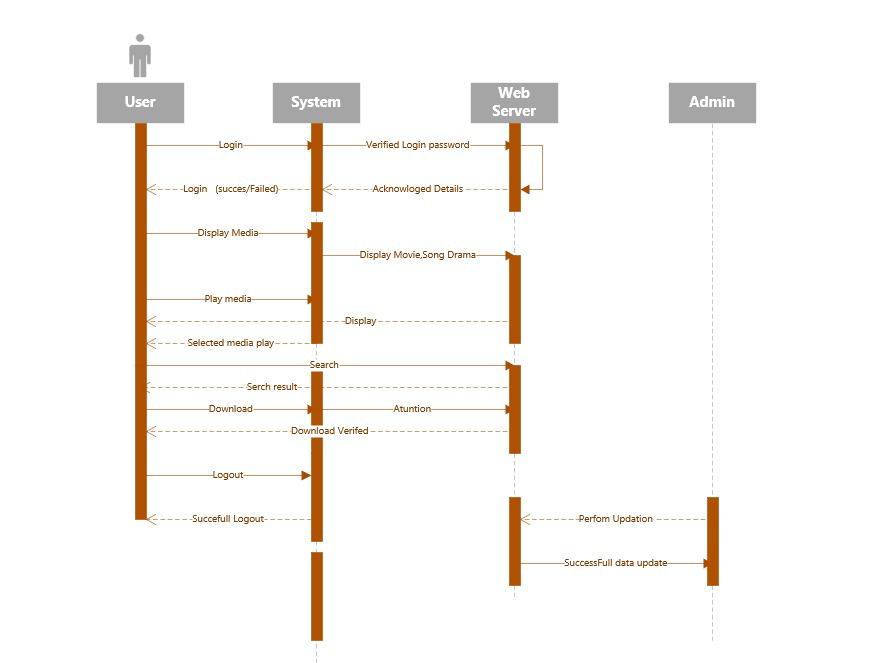 User
System
Web
Server
Admin
Login
Verified Login password
Login (succes/Failed)
Acknowloged Details
Display Media
Display Movie,Song Drama
Play media
Display
Selected media play
Search
Serch result
Download
Atuntion
Download Verifed
Logout
Succefull Logout
Perfom Updation
SuccessFull data update